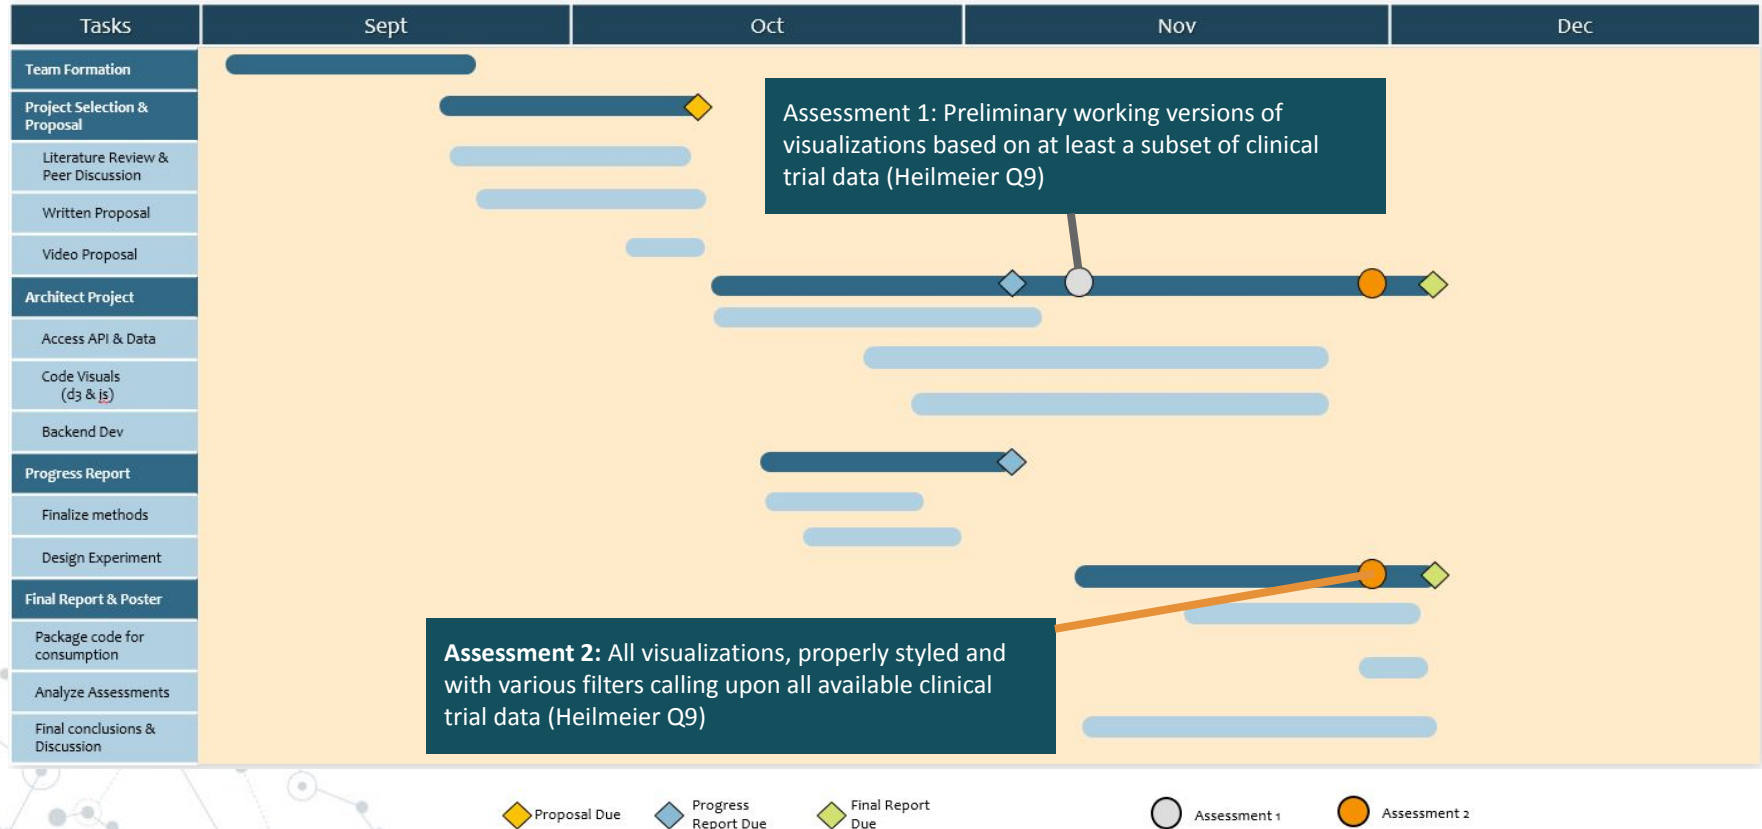 Tasks
Sept
Oct
Nov
Dec
Team Formation
Project Selection &
Proposal
Literature Review &
Peer Discussion
Written Proposal
Video Proposal
Architect Project
Access API & Data
Code Visuals
(d3 & js)
Backend Dev
Progress Report
Finalize methods
Design Experiment
Final Report & Poster
Package code for
consumption
Analyze Assessments
Final conclusions &
Discussion
Assessment 1: Preliminary working versions of
visualizations based on at least a subset of clinical
trial data (Heilmeier Q9)
Assessment 2: All visualizations, properly styled and
with various filters calling upon all available clinical
trial data (Heilmeier Q9)
Proposal Due
Progress
Report Due
Final Report
Due
Assessment 1
Assessment 2